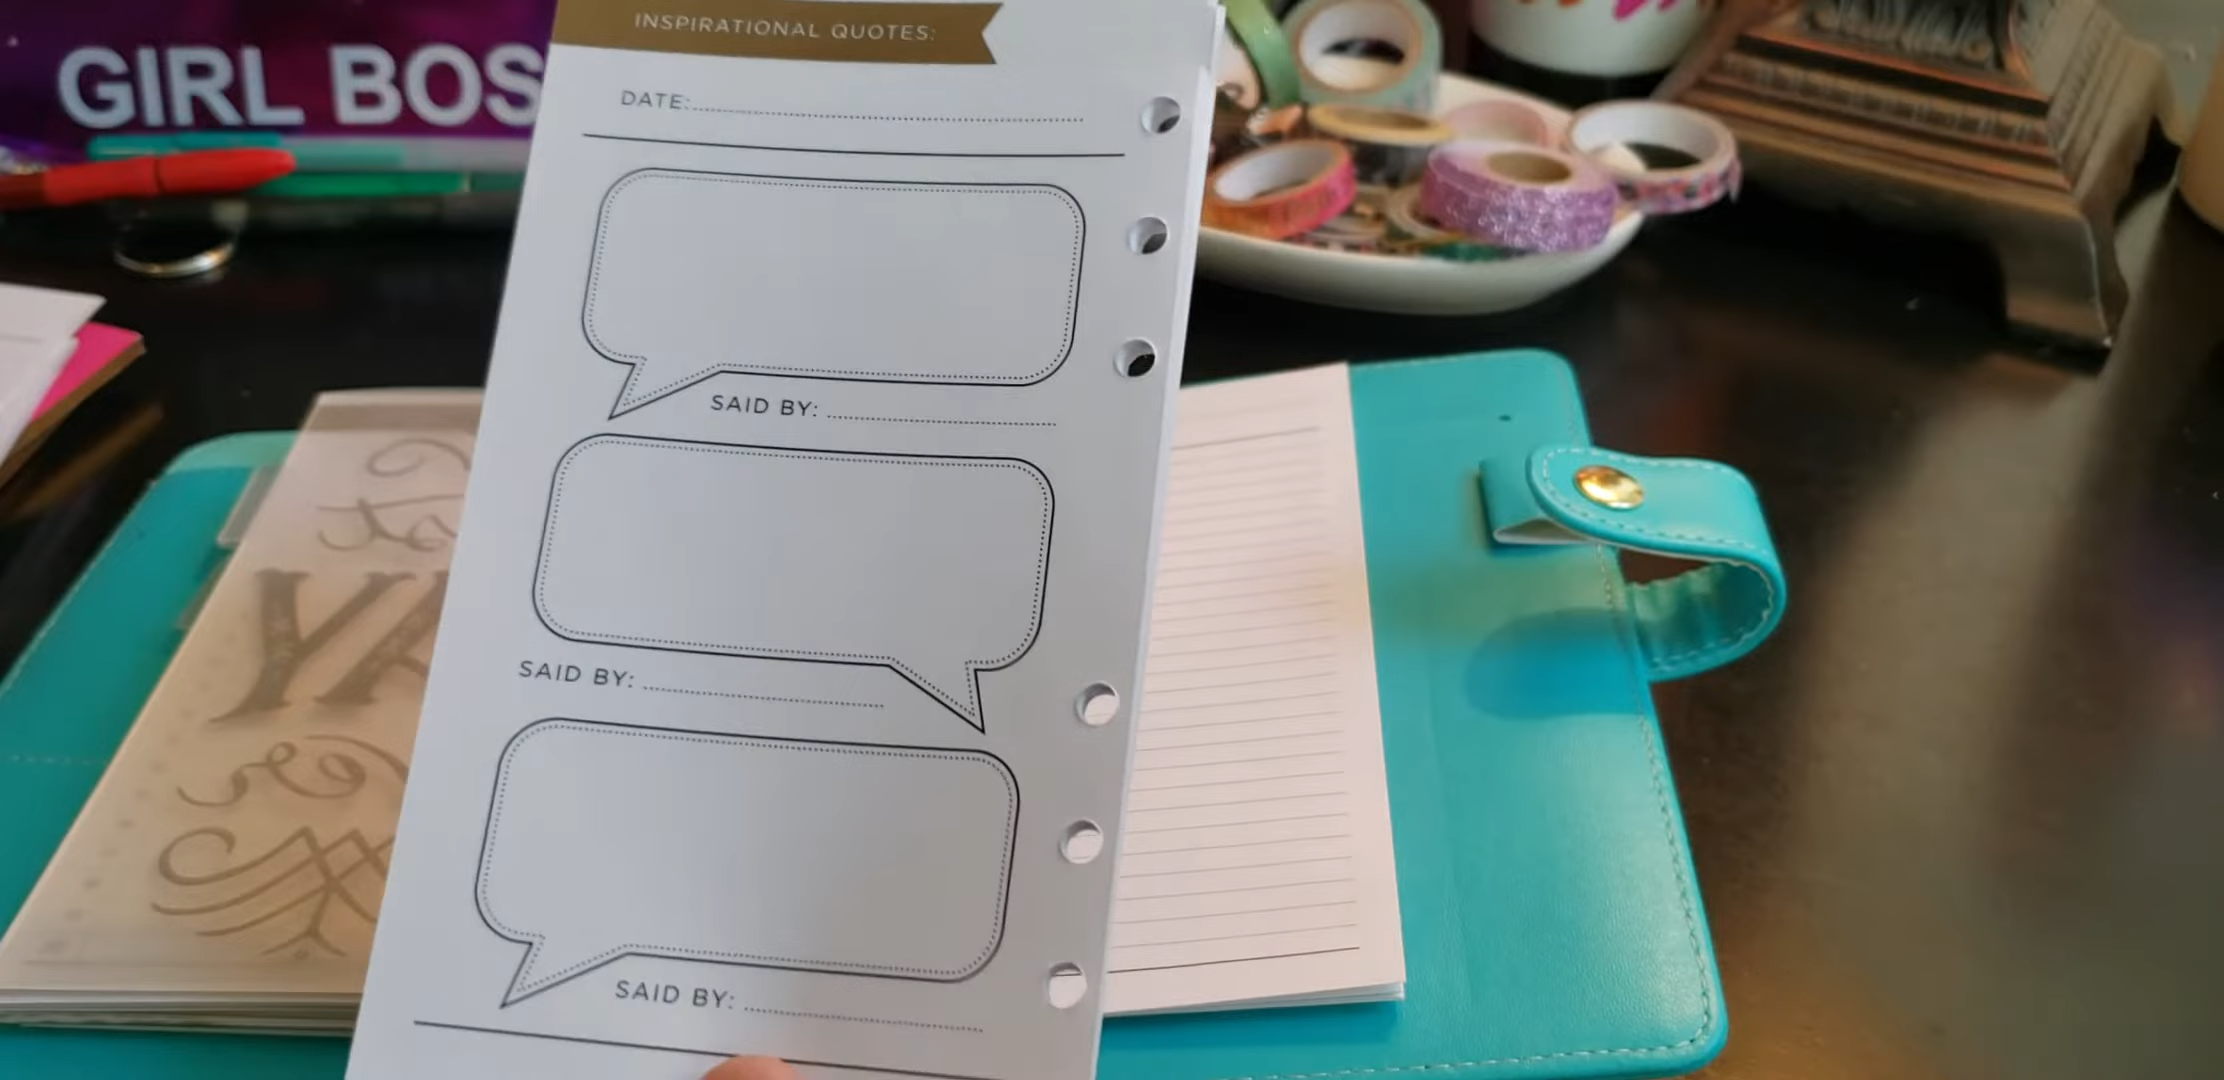 GIRL BOS
INSPIRATIONAL QUOTES:
DATE:
SAID BY:
SAID BY:
SAID BY: